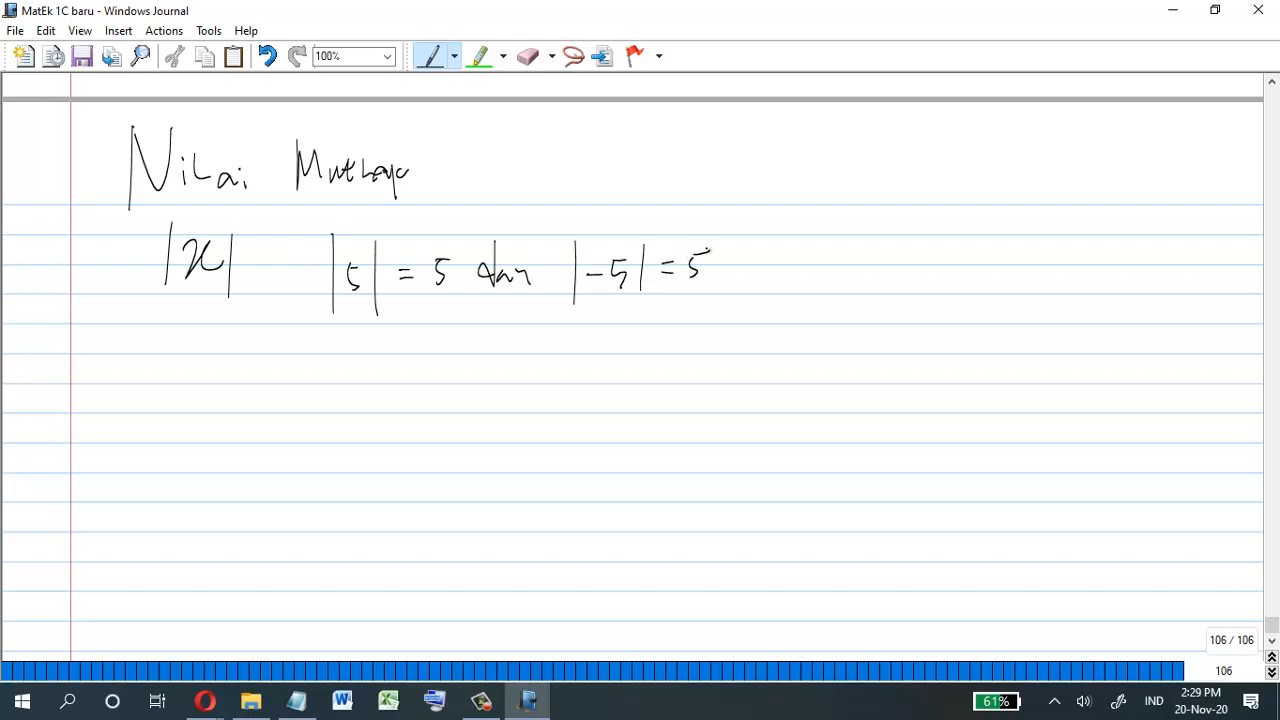 MatEk 1C baru - Windows Journal
File Edit View Insert Actions Tools Help
100%
Nilai Mutlak
|x| |5| = 5 dan |-5| = 5
106 / 106
106
61% IND 2:29 PM
20-Nov-20